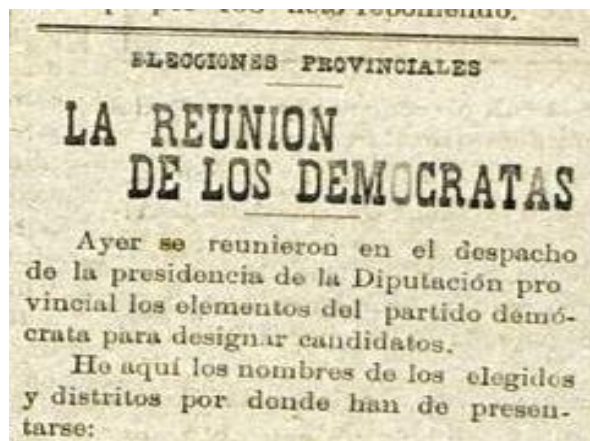 ELECCIONES PROVINCIALES
LA REUNION
DE LOS DEMOCRATAS
Ayer se reunieron en el despacho
de la presidencia de la Diputación pro
vincial los elementos del partido demó-
crata para designar candidatos.
He aquí los nombres de los elegidos
y distritos por donde han de presen-
tarse: